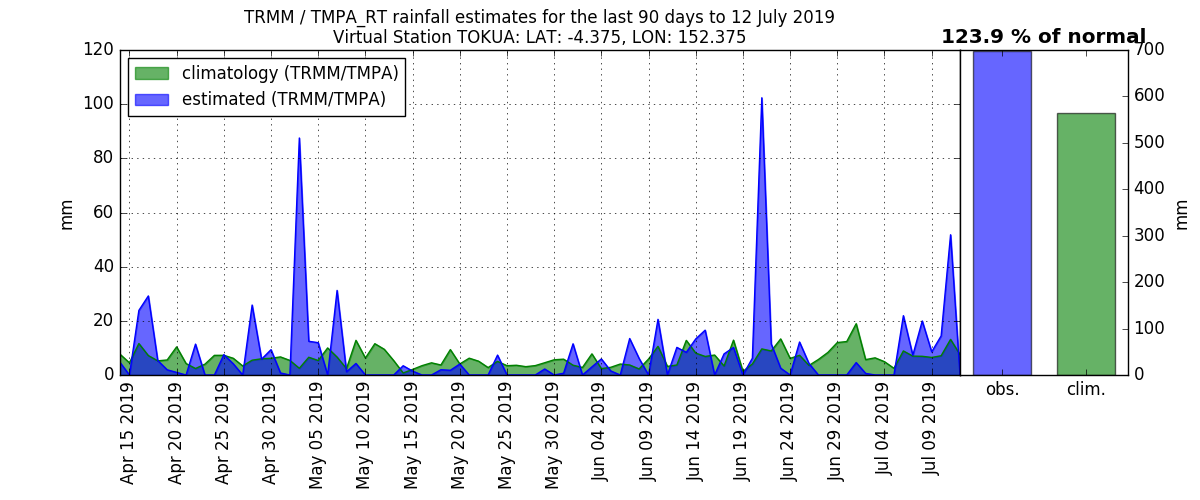 TRMM / TMPA_RT rainfall estimates for the last 90 days to 12 July 2019
Virtual Station TOKUA: LAT: -4.375, LON: 152.375
123.9 % of normal
climatology (TRMM/TMPA)
estimated (TRMM/TMPA)
mm
120
100
80
60
40
20
0
Apr 15 2019
Apr 20 2019
Apr 25 2019
Apr 30 2019
May 05 2019
May 10 2019
May 15 2019
May 20 2019
May 25 2019
May 30 2019
Jun 04 2019
Jun 09 2019
Jun 14 2019
Jun 19 2019
Jun 24 2019
Jun 29 2019
Jul 04 2019
Jul 09 2019
obs.
clim.
700
600
500
400
300
200
100
0
mm